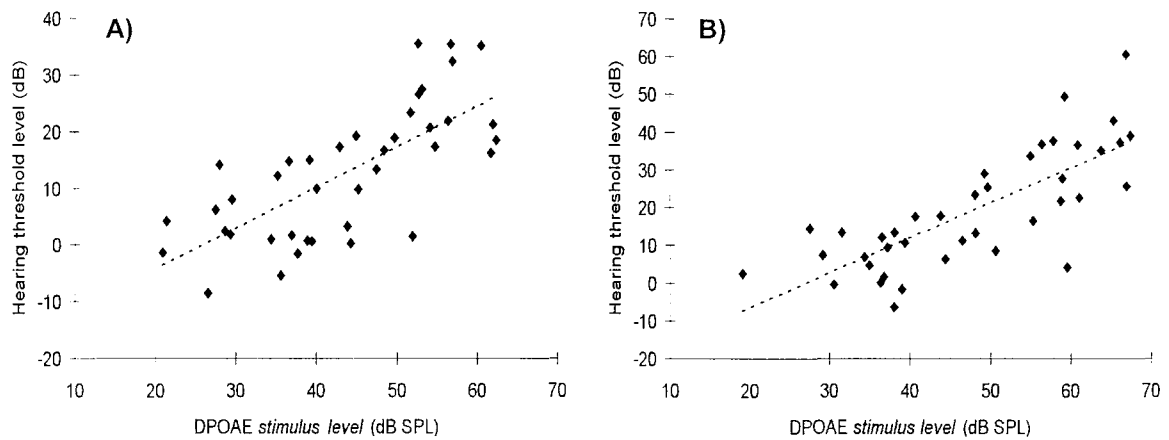 A)
Hearing threshold level (dB)
40
30
20
10
0
-10
-20
10 20 30 40 50 60 70
DPOAE stimulus level (dB SPL)
B)
Hearing threshold level (dB)
70
60
50
40
30
20
10
0
-10
-20
10 20 30 40 50 60 70
DPOAE stimulus level (dB SPL)